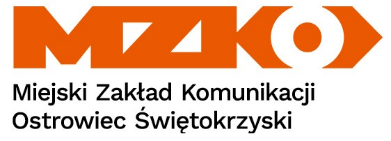 MZKO
Miejski Zakład Komunikacji
Ostrowiec Świętokrzyski